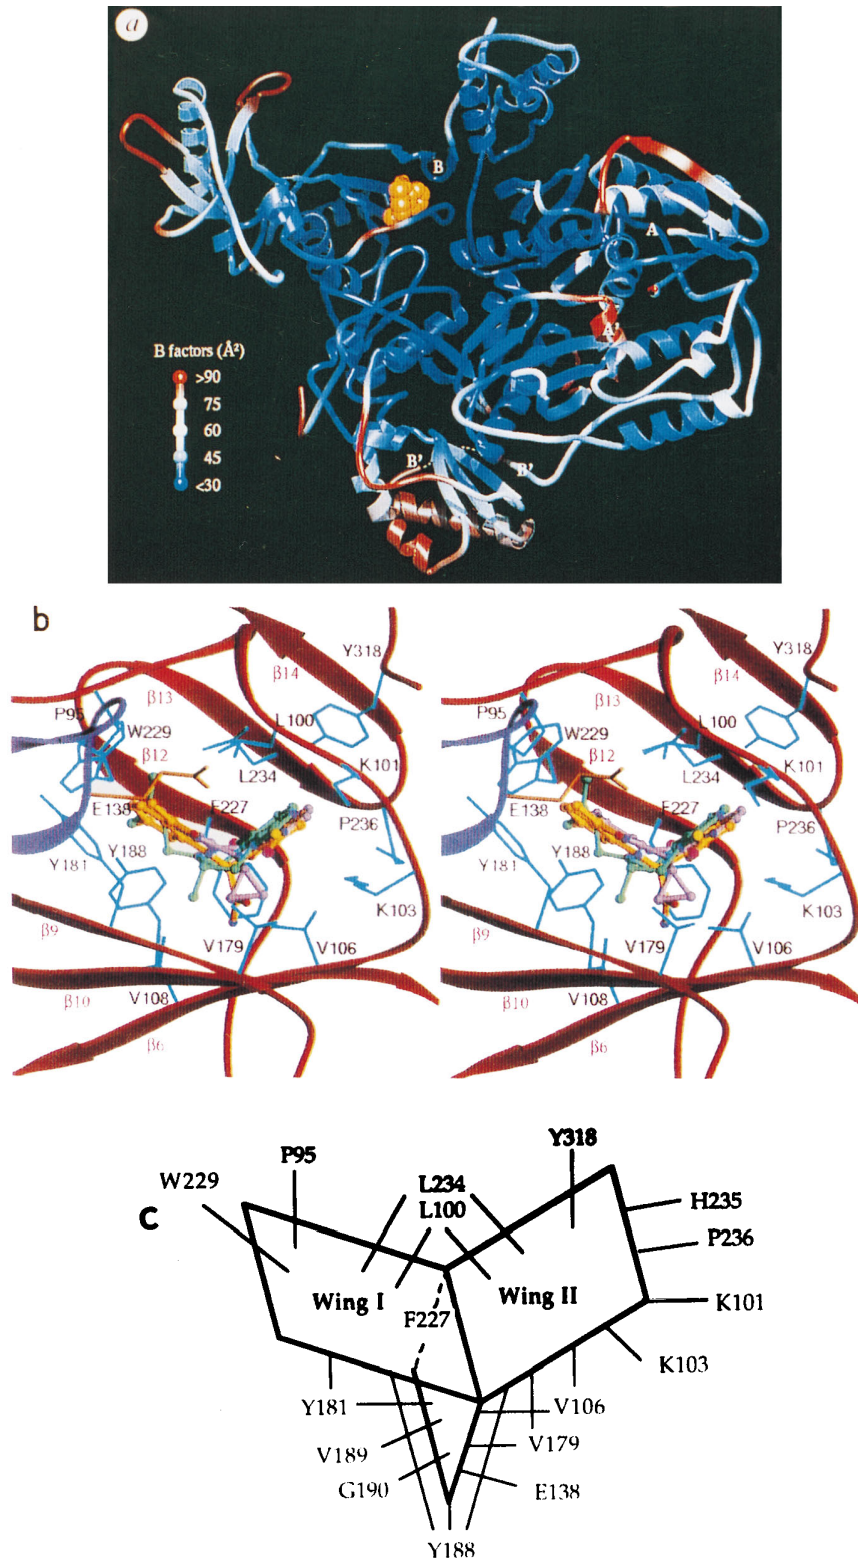 a
B
A
A'
B factors (Å²)
>90
75
60
45
<30
B'
B'
b
Y318
β14
β13
P95
W229
L100
β12
L234
K101
E138
F227
P236
Y181
Y188
K103
β9
V179
V106
β10
V108
β6
Y318
β14
β13
P95
W229
L100
β12
L234
K101
E138
F227
P236
Y181
Y188
K103
β9
V179
V106
β10
V108
β6
c
W229
P95
L234
L100
Y318
H235
P236
Wing I
Wing II
F227
K101
K103
Y181
V106
V189
V179
G190
E138
Y188